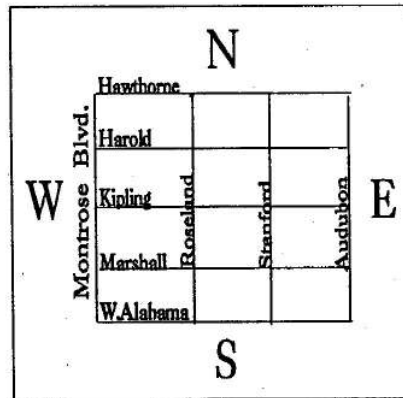 N
Hawthorne
Harold
Montrose Blvd.
W
Kipling
Roseland
Stanford
Audubon
E
Marshall
W.Alabama
S